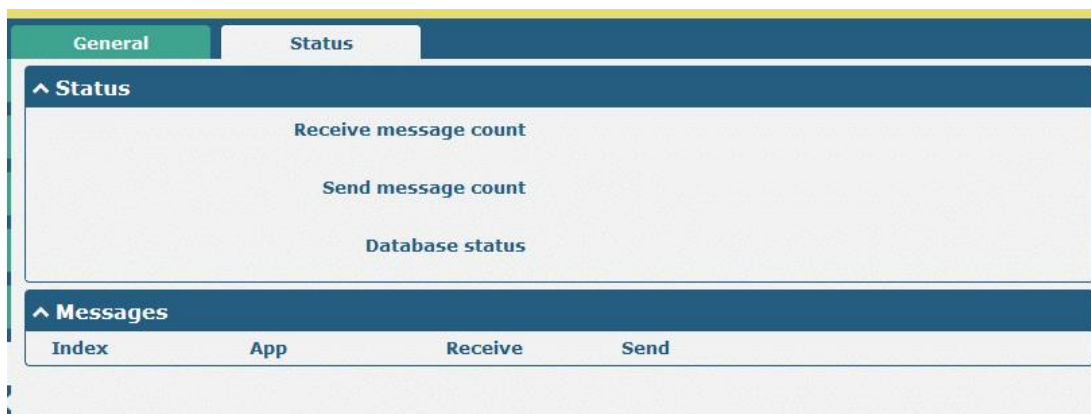 General Status
Status
Receive message count
Send message count
Database status
Messages
Index App Receive Send